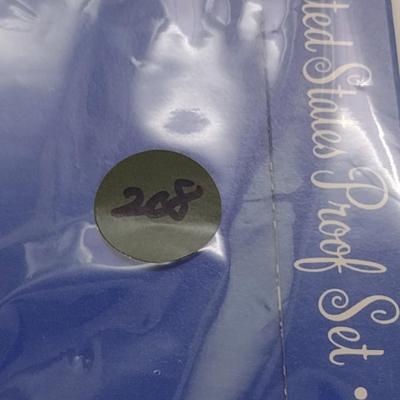 208
ted States Proof Set •